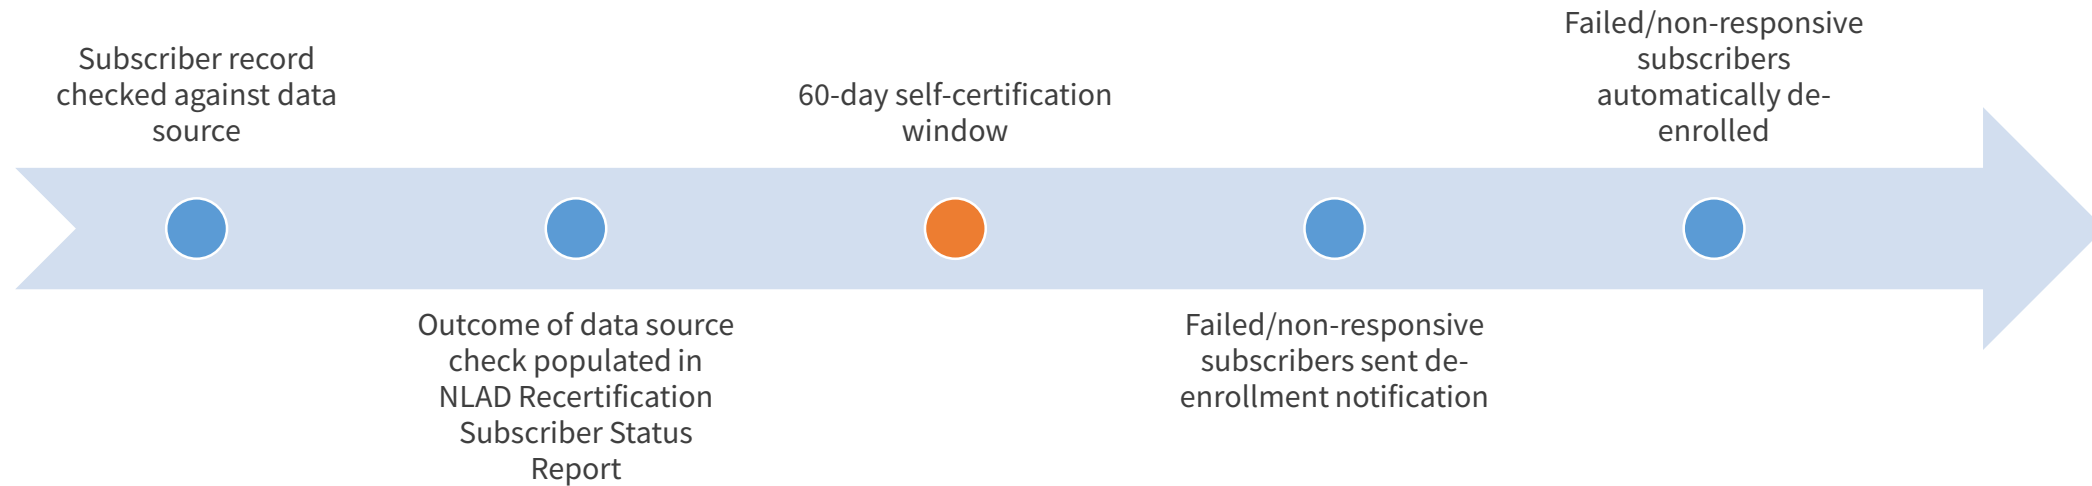 Subscriber record
checked against data
source
Outcome of data source
check populated in
NLAD Recertification
Subscriber Status
Report
60-day self-certification
window
Failed/non-responsive
subscribers sent de-
enrollment notification
Failed/non-responsive
subscribers
automatically de-
enrolled